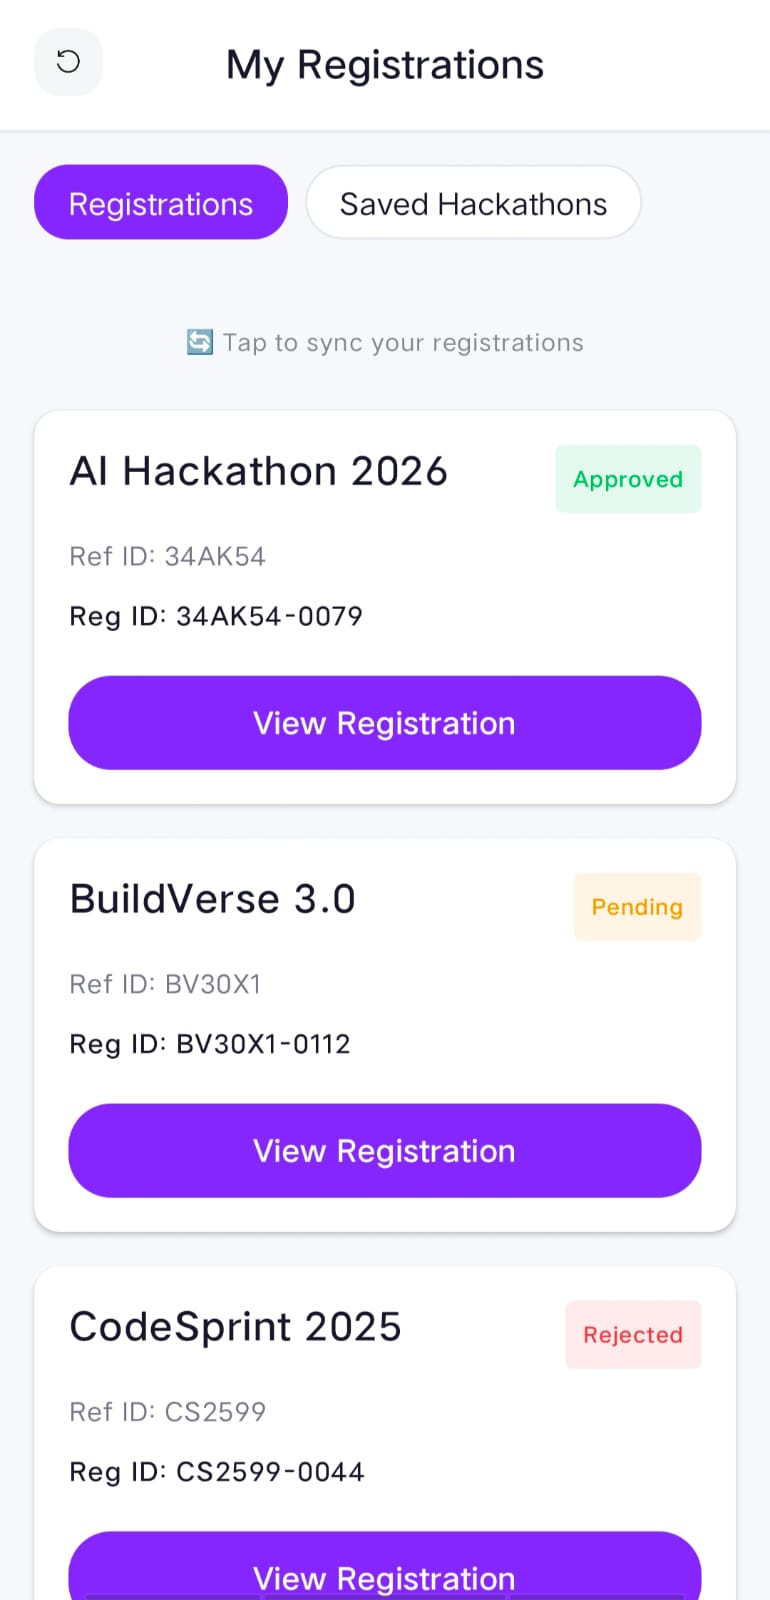 My Registrations
Registrations
Saved Hackathons
Tap to sync your registrations
AI Hackathon 2026
Approved
Ref ID: 34AK54
Reg ID: 34AK54-0079
View Registration
BuildVerse 3.0
Pending
Ref ID: BV30X1
Reg ID: BV30X1-0112
View Registration
CodeSprint 2025
Rejected
Ref ID: CS2599
Reg ID: CS2599-0044
View Registration